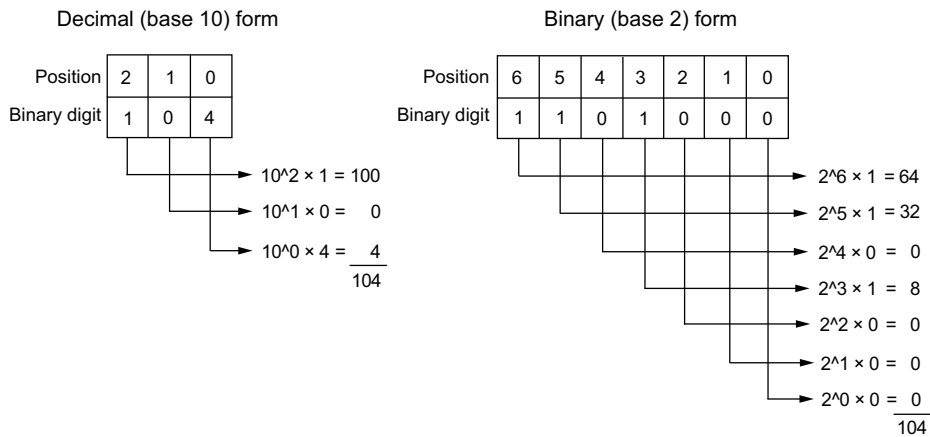 Decimal (base 10) form
Position 2 1 0
Binary digit 1 0 4
10^2 × 1 = 100
10^1 × 0 = 0
10^0 × 4 = 4
104
Binary (base 2) form
Position 6 5 4 3 2 1 0
Binary digit 1 1 0 1 0 0 0
2^6 × 1 = 64
2^5 × 1 = 32
2^4 × 0 = 0
2^3 × 1 = 8
2^2 × 0 = 0
2^1 × 0 = 0
2^0 × 0 = 0
104